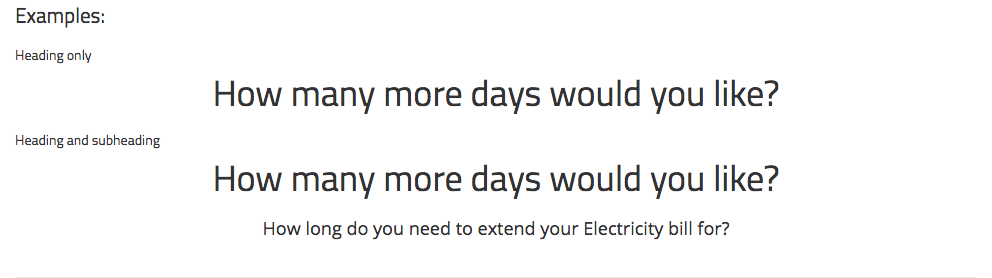 Examples:
Heading only
How many more days would you like?
Heading and subheading
How many more days would you like?
How long do you need to extend your Electricity bill for?